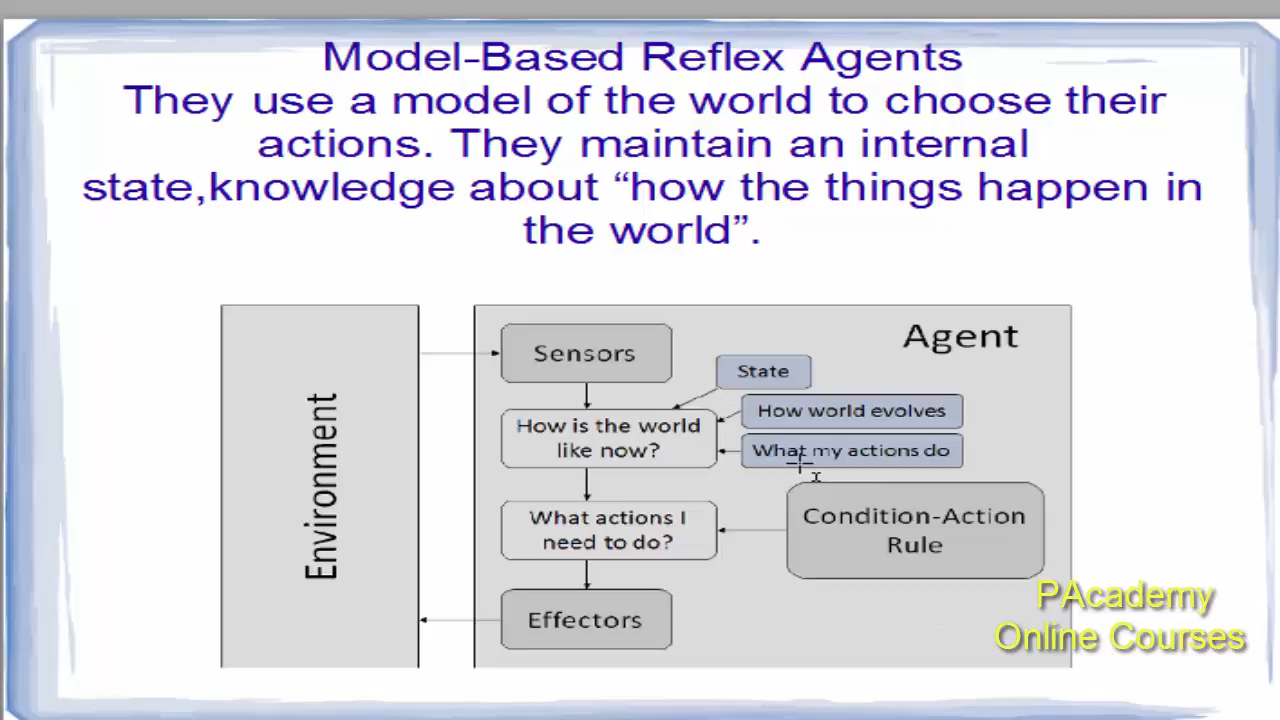 Model-Based Reflex Agents
They use a model of the world to choose their
actions. They maintain an internal
state,knowledge about “how the things happen in
the world”.
Environment
Agent
Sensors
State
How world evolves
How is the world
like now?
What my actions do
What actions I
need to do?
Condition-Action
Rule
Effectors
PAcademy
Online Courses